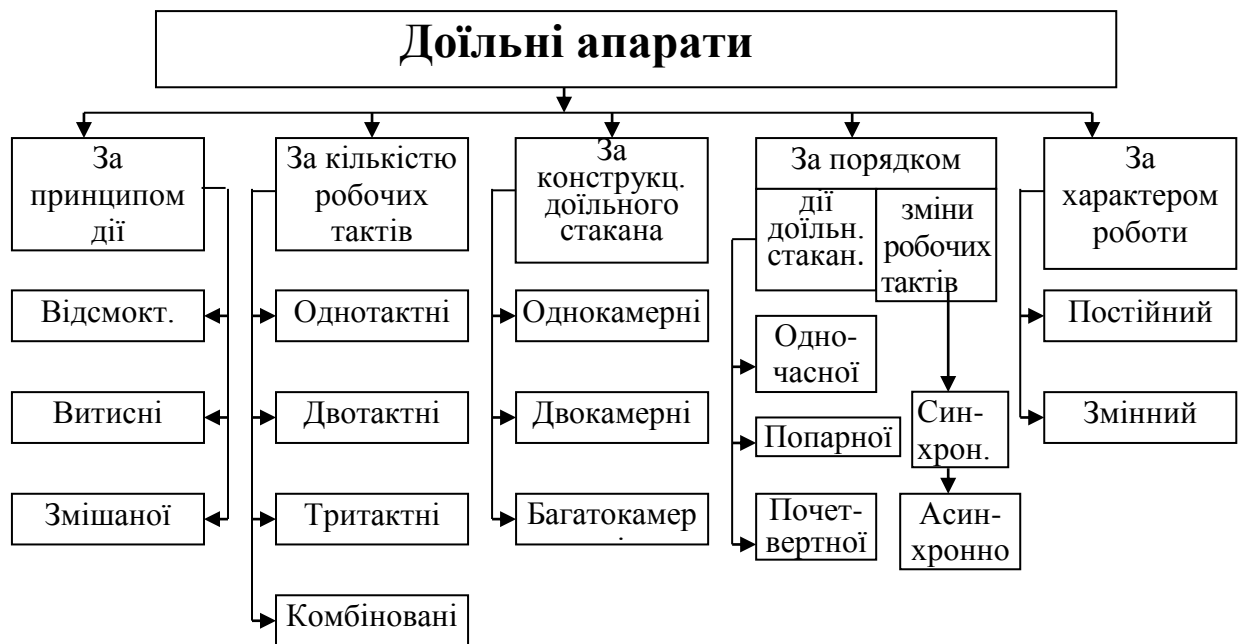 Доїльні апарати
За
принципом
дії
Відсмокт.
Витисні
Змішаної
За кількістю
робочих
тактів
Однотактні
Двотактні
Тритактні
Комбіновані
За
конструкц.
доїльного
стакана
Однокамерні
Двокамерні
Багатокамер
За порядком
дії
доїльн.
стакан.
Одно-
часної
Попарної
Почет-
вертної
зміни
робочих
тактів
Син-
хрон.
Асин-
хронно
За
характером
роботи
Постійний
Змінний